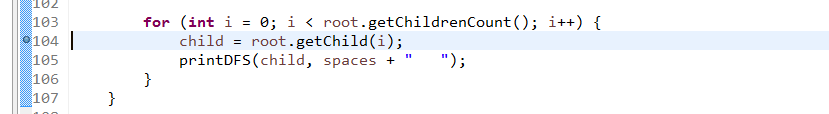 102
103 for (int i = 0; i < root.getChildrenCount(); i++) {
104 child = root.getChild(i);
105 printDFS(child, spaces + "   ");
106 }
107 }